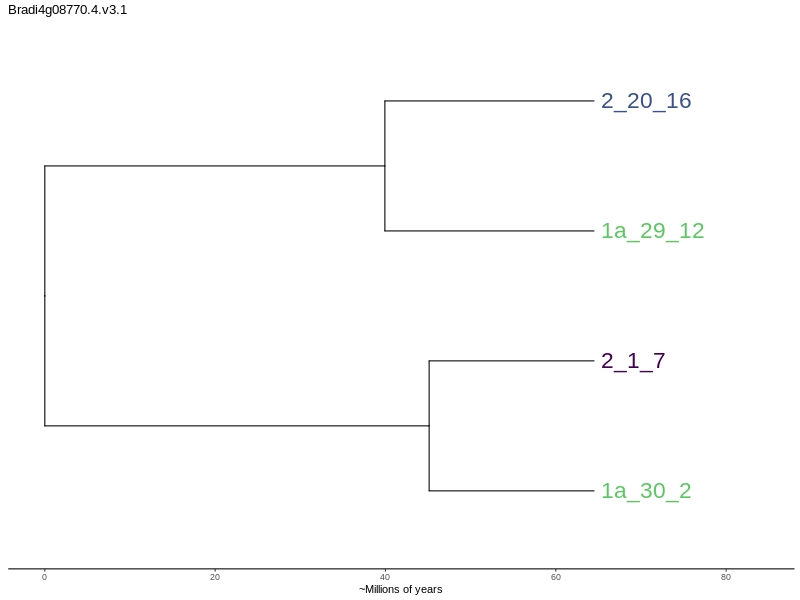 Bradi4g08770.4.v3.1
2_20_16
1a_29_12
2_1_7
1a_30_2
0 20 40 60 80
~Millions of years